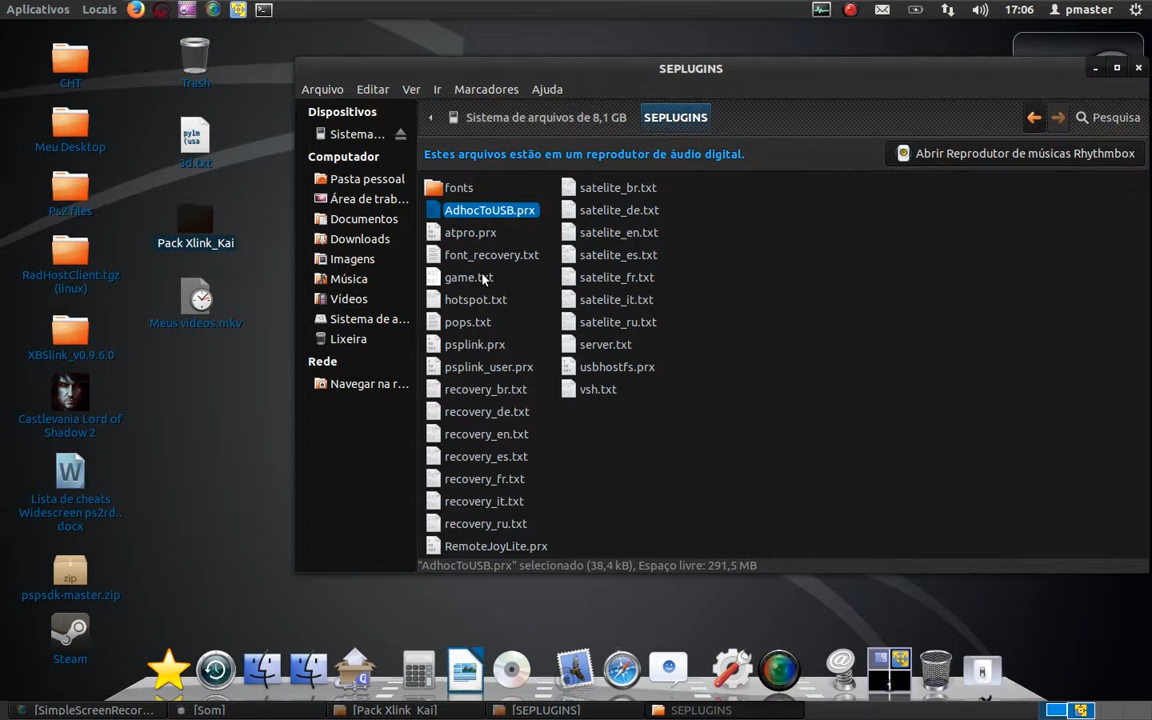 Aplicativos Locais 17:06 pmaster
CHT
Trash
Meu Desktop
3d.txt
Ps2 files
Pack Xlink_Kai
RadHostClient.tgz
(linux)
Meus videos.mkv
XBSlink_v0.9.6.0
Castlevania Lord of
Shadow 2
Lista de cheats
Widescreen ps2rd..
.docx
pspsdk-master.zip
Steam
SEPLUGINS
Arquivo Editar Ver Ir Marcadores Ajuda
Dispositivos
Sistema...
Computador
Pasta pessoal
Área de trab...
Documentos
Downloads
Imagens
Música
Vídeos
Sistema de a...
Lixeira
Rede
Navegar na r...
Sistema de arquivos de 8,1 GB SEPLUGINS Pesquisa
Estes arquivos estão em um reprodutor de áudio digital. Abrir Reprodutor de músicas Rhythmbox
fonts
AdhocToUSB.prx
atpro.prx
font_recovery.txt
game.txt
hotspot.txt
pops.txt
psplink.prx
psplink_user.prx
recovery_br.txt
recovery_de.txt
recovery_en.txt
recovery_es.txt
recovery_fr.txt
recovery_it.txt
recovery_ru.txt
RemoteJoyLite.prx
satelite_br.txt
satelite_de.txt
satelite_en.txt
satelite_es.txt
satelite_fr.txt
satelite_it.txt
satelite_ru.txt
server.txt
usbhostfs.prx
vsh.txt
"AdhocToUSB.prx" selecionado (38,4 kB), Espaço livre: 291,5 MB
[SimpleScreenRecor... [Som] [Pack Xlink_Kai] [SEPLUGINS] SEPLUGINS